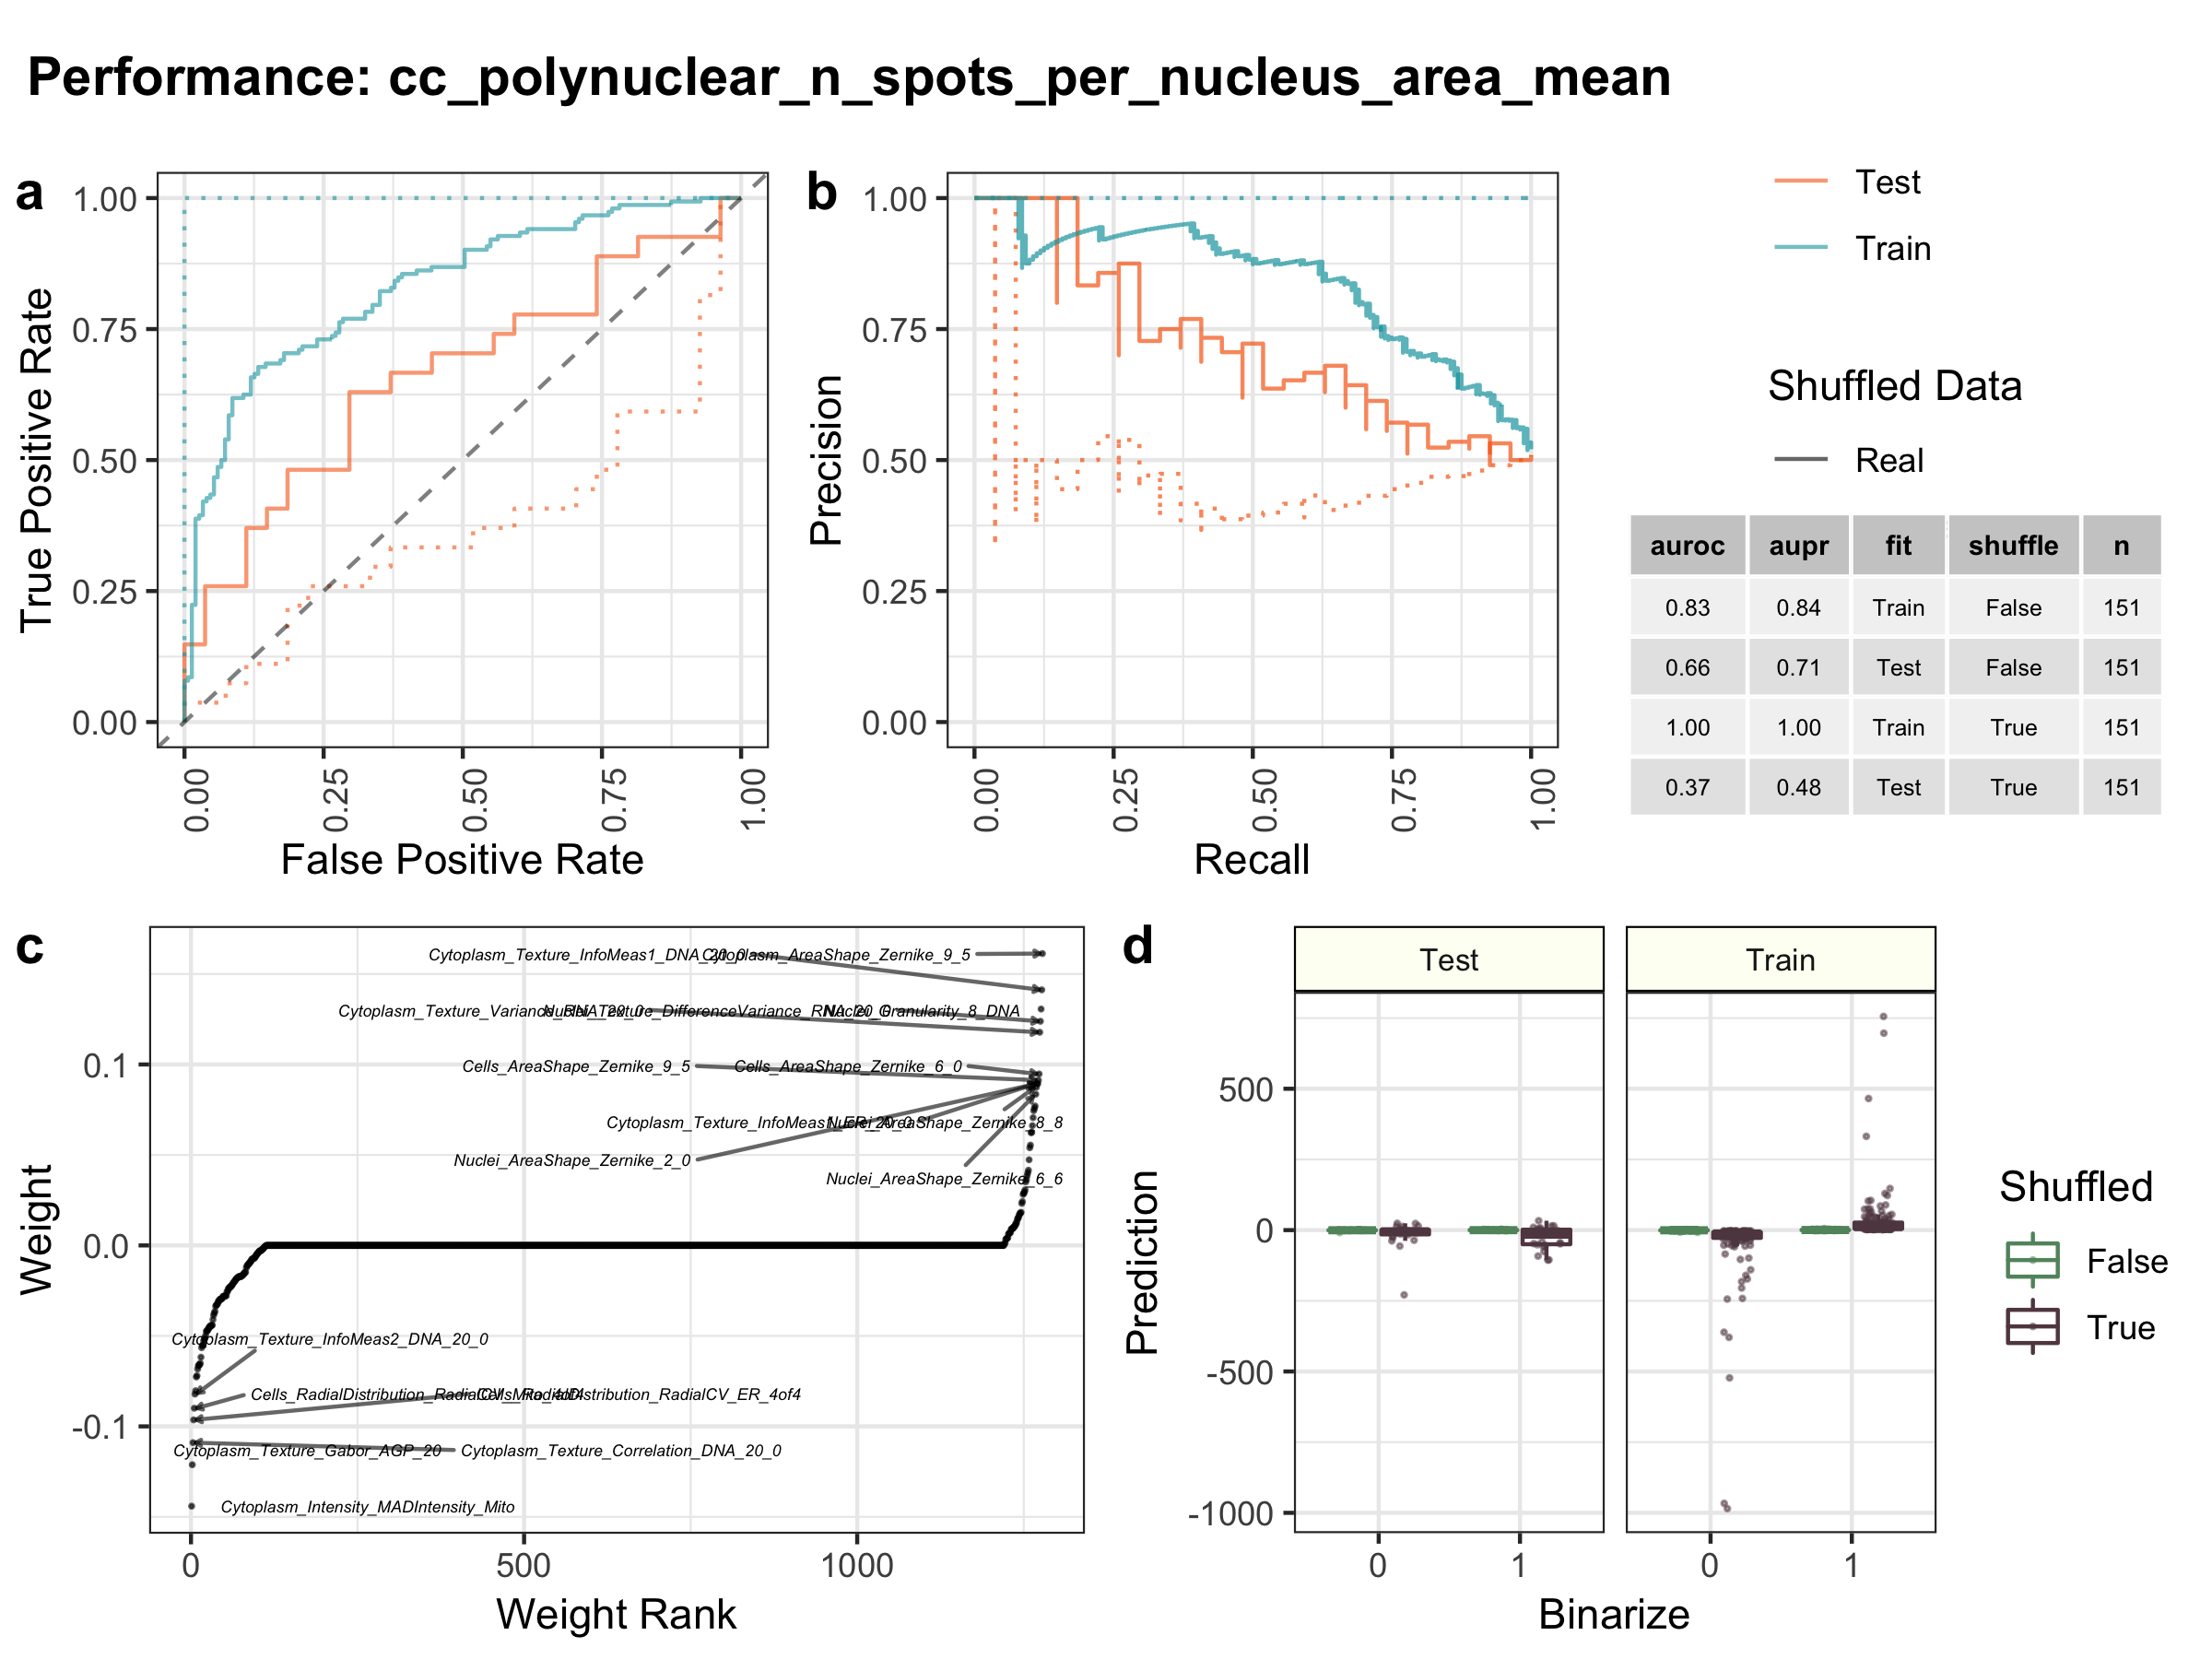 Performance: cc_polynuclear_n_spots_per_nucleus_area_mean
a
1.00
0.75
0.50
0.25
0.00
True Positive Rate
0.00
0.25
0.50
0.75
1.00
False Positive Rate
b
1.00
0.75
0.50
0.25
0.00
Precision
0.00
0.25
0.50
0.75
1.00
Recall
Test
Train
Shuffled Data
Real
auroc aupr fit shuffle n
0.83 0.84 Train False 151
0.66 0.71 Test False 151
1.00 1.00 Train True 151
0.37 0.48 Test True 151
c
Cytoplasm_Texture_InfoMeas1_DNA_20_0
Cytoplasm_AreaShape_Zernike_9_5
Cytoplasm_Texture_Variance_RNA_20_0
Nuclei_Texture_DifferenceVariance_RNA_20_0
Nuclei_Granularity_8_DNA
Cells_AreaShape_Zernike_9_5
Cells_AreaShape_Zernike_6_0
Cytoplasm_Texture_InfoMeas1_ER_20_0
Nuclei_AreaShape_Zernike_8_8
Nuclei_AreaShape_Zernike_2_0
Nuclei_AreaShape_Zernike_6_6
Cytoplasm_Texture_InfoMeas2_DNA_20_0
Cells_RadialDistribution_RadialCV_Mito_4of4
Cells_RadialDistribution_RadialCV_ER_4of4
Cytoplasm_Texture_Gabor_AGP_20
Cytoplasm_Texture_Correlation_DNA_20_0
Cytoplasm_Intensity_MADIntensity_Mito
0.1
0.0
-0.1
Weight
0
500
1000
Weight Rank
d
Test
Train
500
0
-500
-1000
Prediction
0
1
0
1
Binarize
Shuffled
False
True